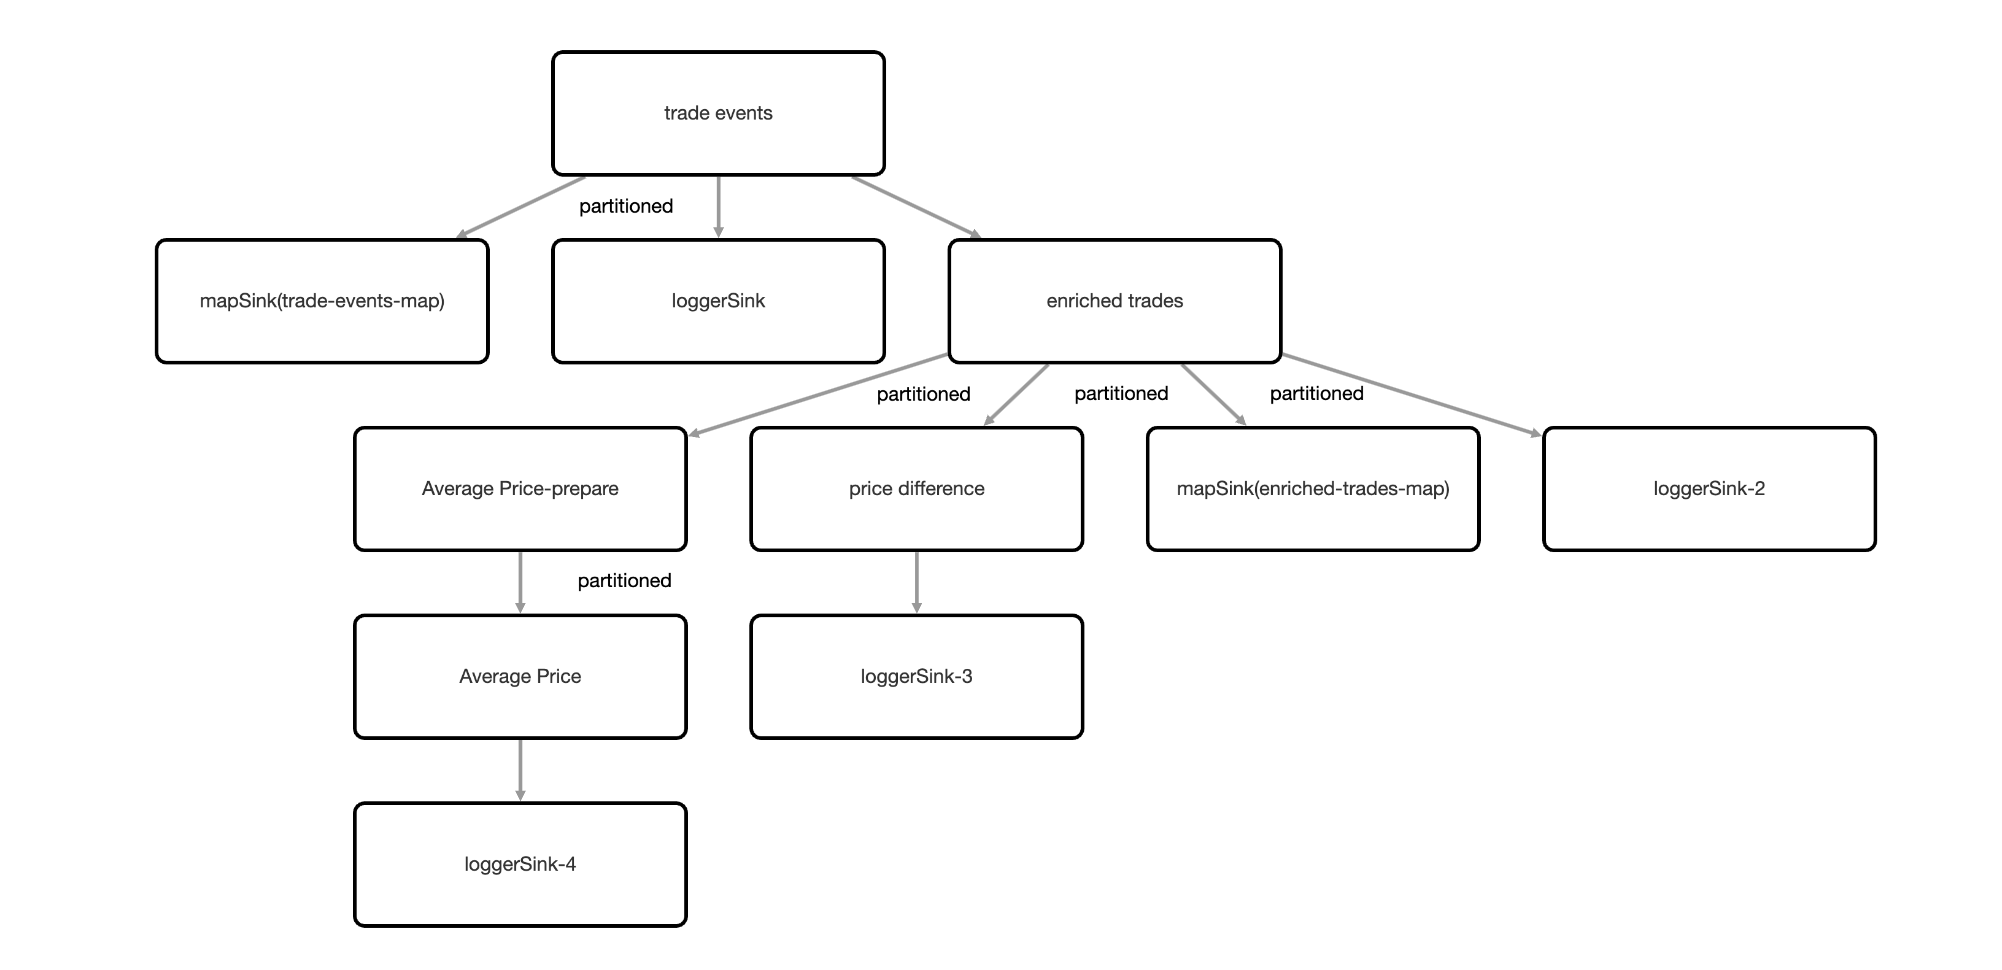 trade events
partitioned
mapSink(trade-events-map)
loggerSink
enriched trades
partitioned
partitioned
partitioned
Average Price-prepare
price difference
mapSink(enriched-trades-map)
loggerSink-2
partitioned
Average Price
loggerSink-3
loggerSink-4